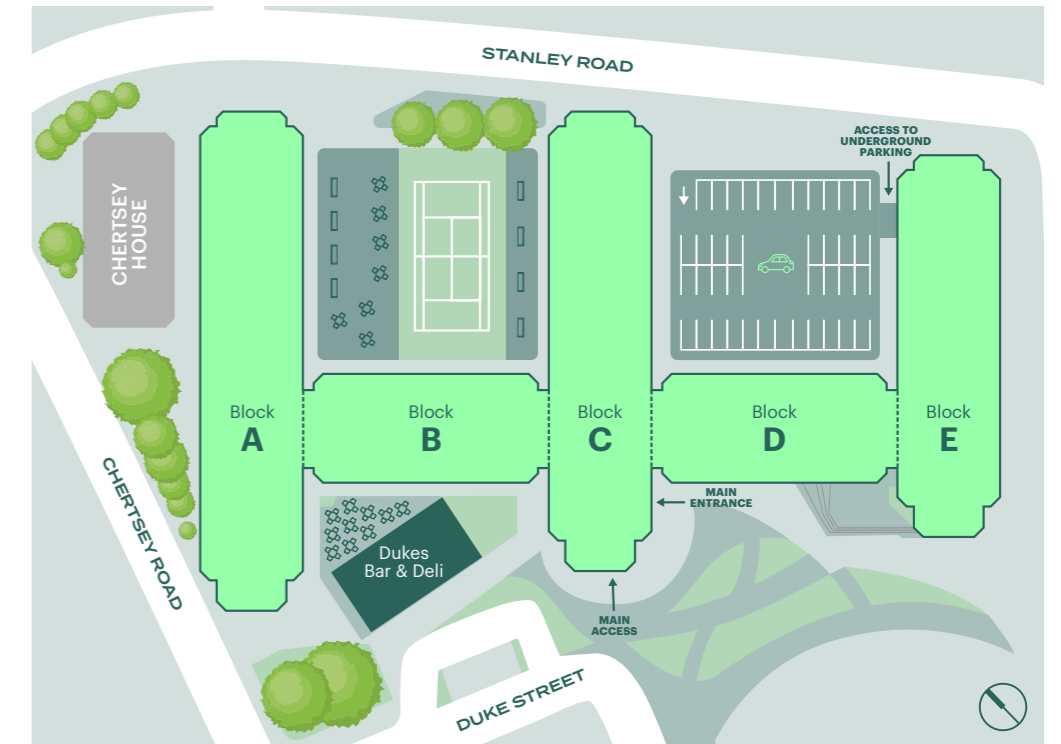 STANLEY ROAD
ACCESS TO
UNDERGROUND
PARKING
CHERTSEY
HOUSE
Block
A
Block
B
Block
C
Block
D
Block
E
MAIN
ENTRANCE
CHERTSEY ROAD
Dukes
Bar & Deli
MAIN
ACCESS
DUKE STREET